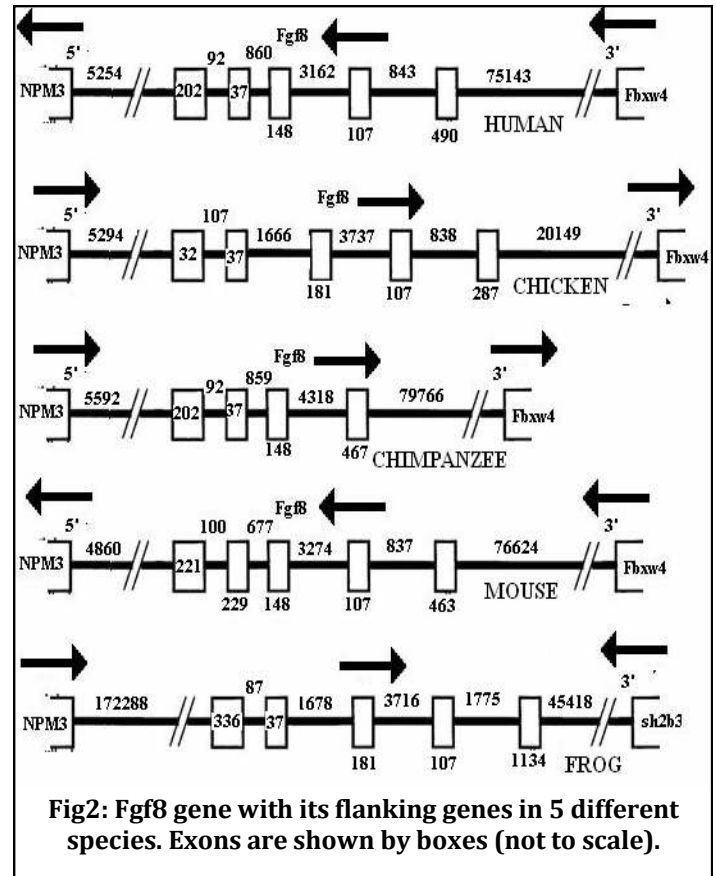 Fgf8
5' 92 860 3'
5254 3162 843 75143
NPM3 202 37 Fbxw4
148 107 490 HUMAN
Fgf8
5' 107 3'
5294 1666 3737 838 20149
NPM3 32 37 Fbxw4
181 107 287 CHICKEN
Fgf8
5' 92 859 3'
5592 4318 79766
NPM3 202 37 Fbxw4
148 467 CHIMPANZEE
Fgf8
5' 100 677 3'
4860 3274 837 76624
NPM3 221 Fbxw4
229 148 107 463 MOUSE
87 3'
172288 1678 3716 1775 45418
NPM3 336 37 sh2b3
181 107 1134 FROG
Fig2: Fgf8 gene with its flanking genes in 5 different
species. Exons are shown by boxes (not to scale).